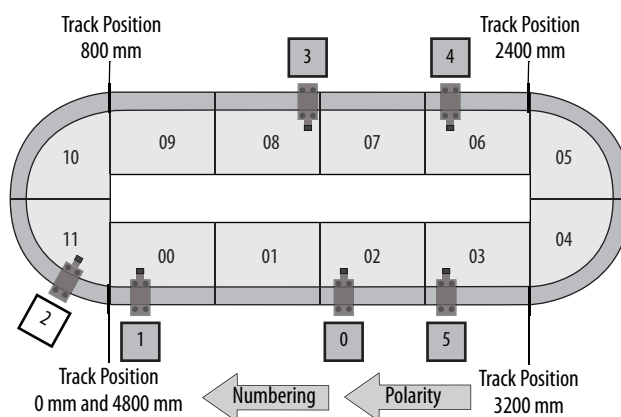 Track Position
800 mm
Track Position
2400 mm
3
4
09
08
07
06
10
05
11
04
00
01
02
03
2
1
0
5
Track Position
0 mm and 4800 mm
Numbering
Polarity
Track Position
3200 mm